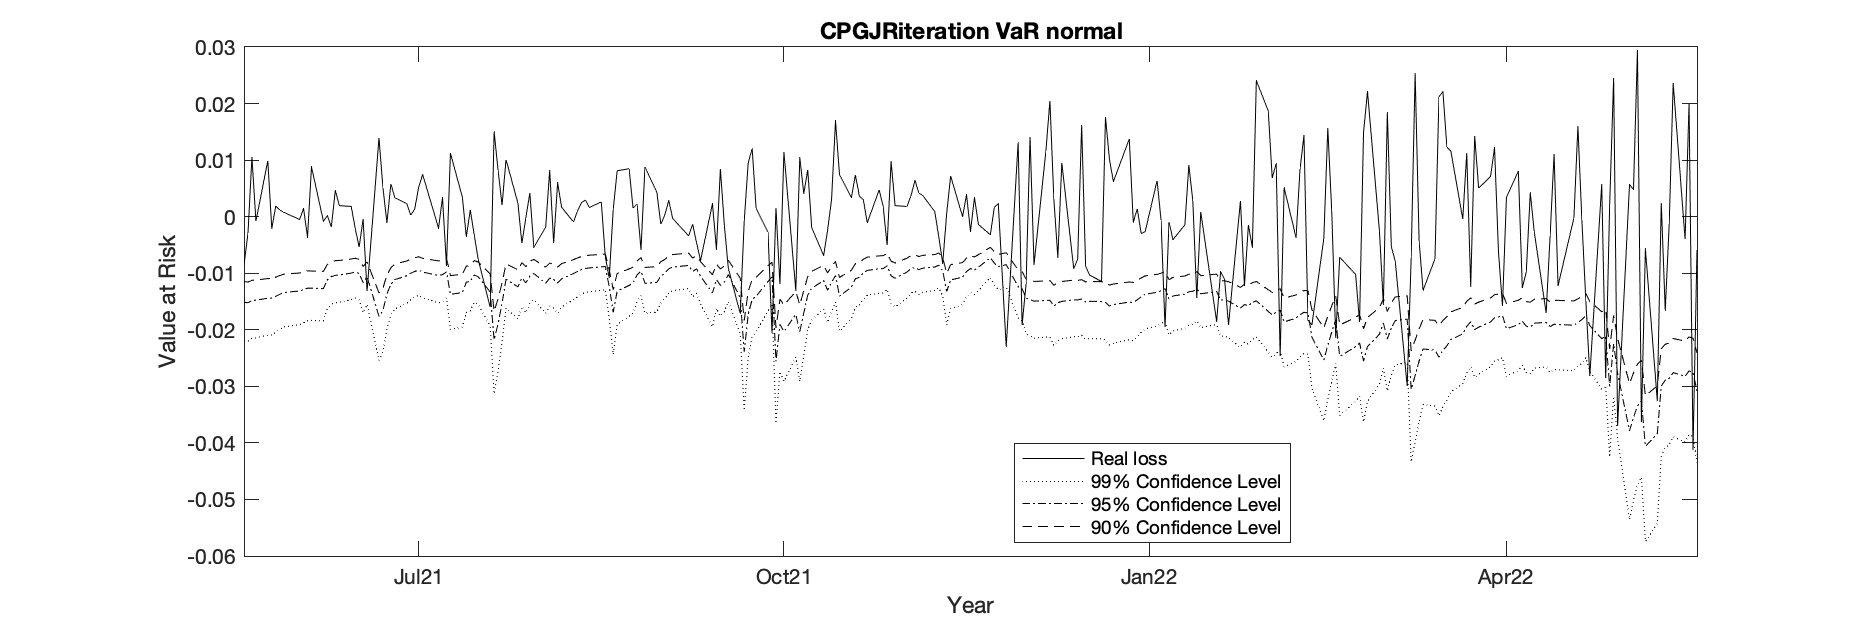 CPGJRiteration VaR normal
0.03
0.02
0.01
0
-0.01
-0.02
-0.03
-0.04
-0.05
-0.06
Value at Risk
Real loss
99% Confidence Level
95% Confidence Level
90% Confidence Level
Jul21
Oct21
Jan22
Apr22
Year